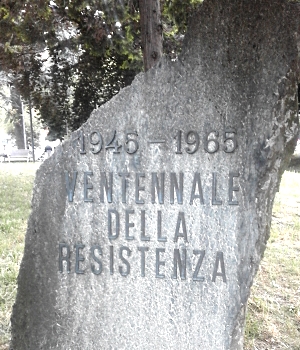 1945 - 1965
VENTENNALE
DELLA
RESISTENZA